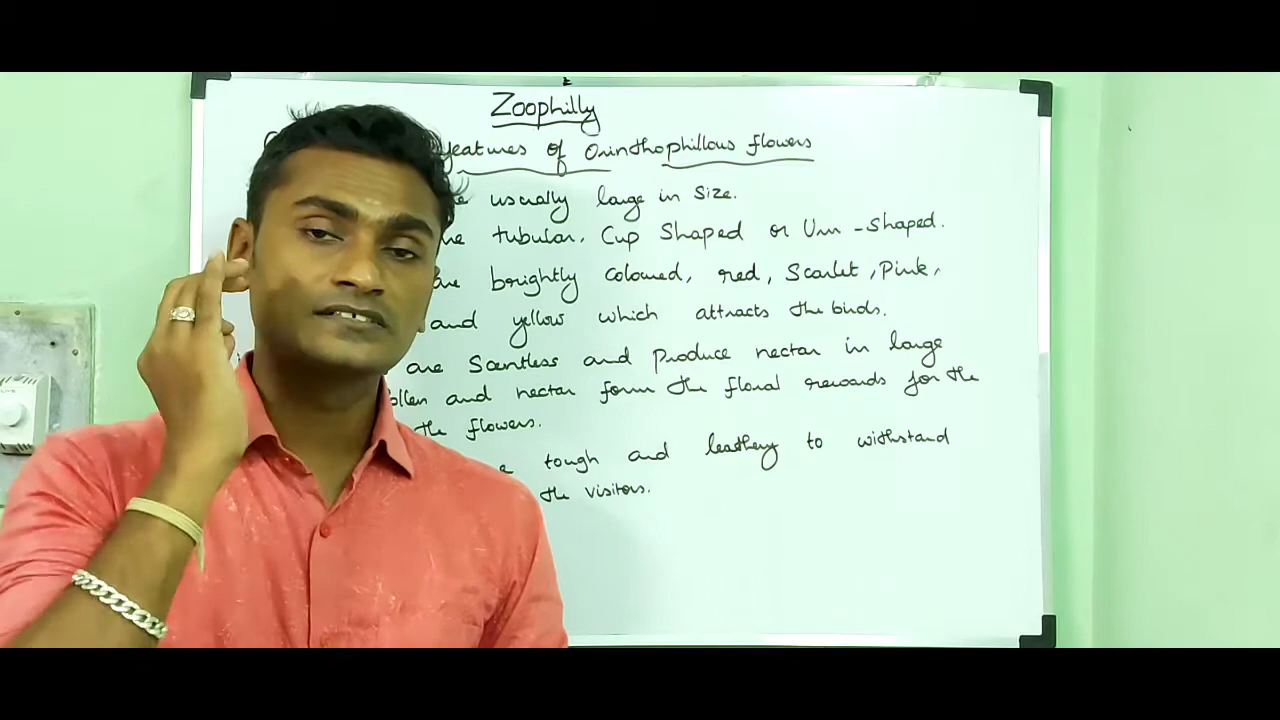 Zoophilly
features of Orinthophillous flowers
usually large in Size.
tubular, Cup Shaped or Urn-Shaped.
are brightly coloured, red, Scarlet, Pink,
and yellow which attracts the birds.
are Scentless and Produce nectar in large
and nectar form the floral rewards for the
the flowers.
tough and leathery to withstand
the visitors.